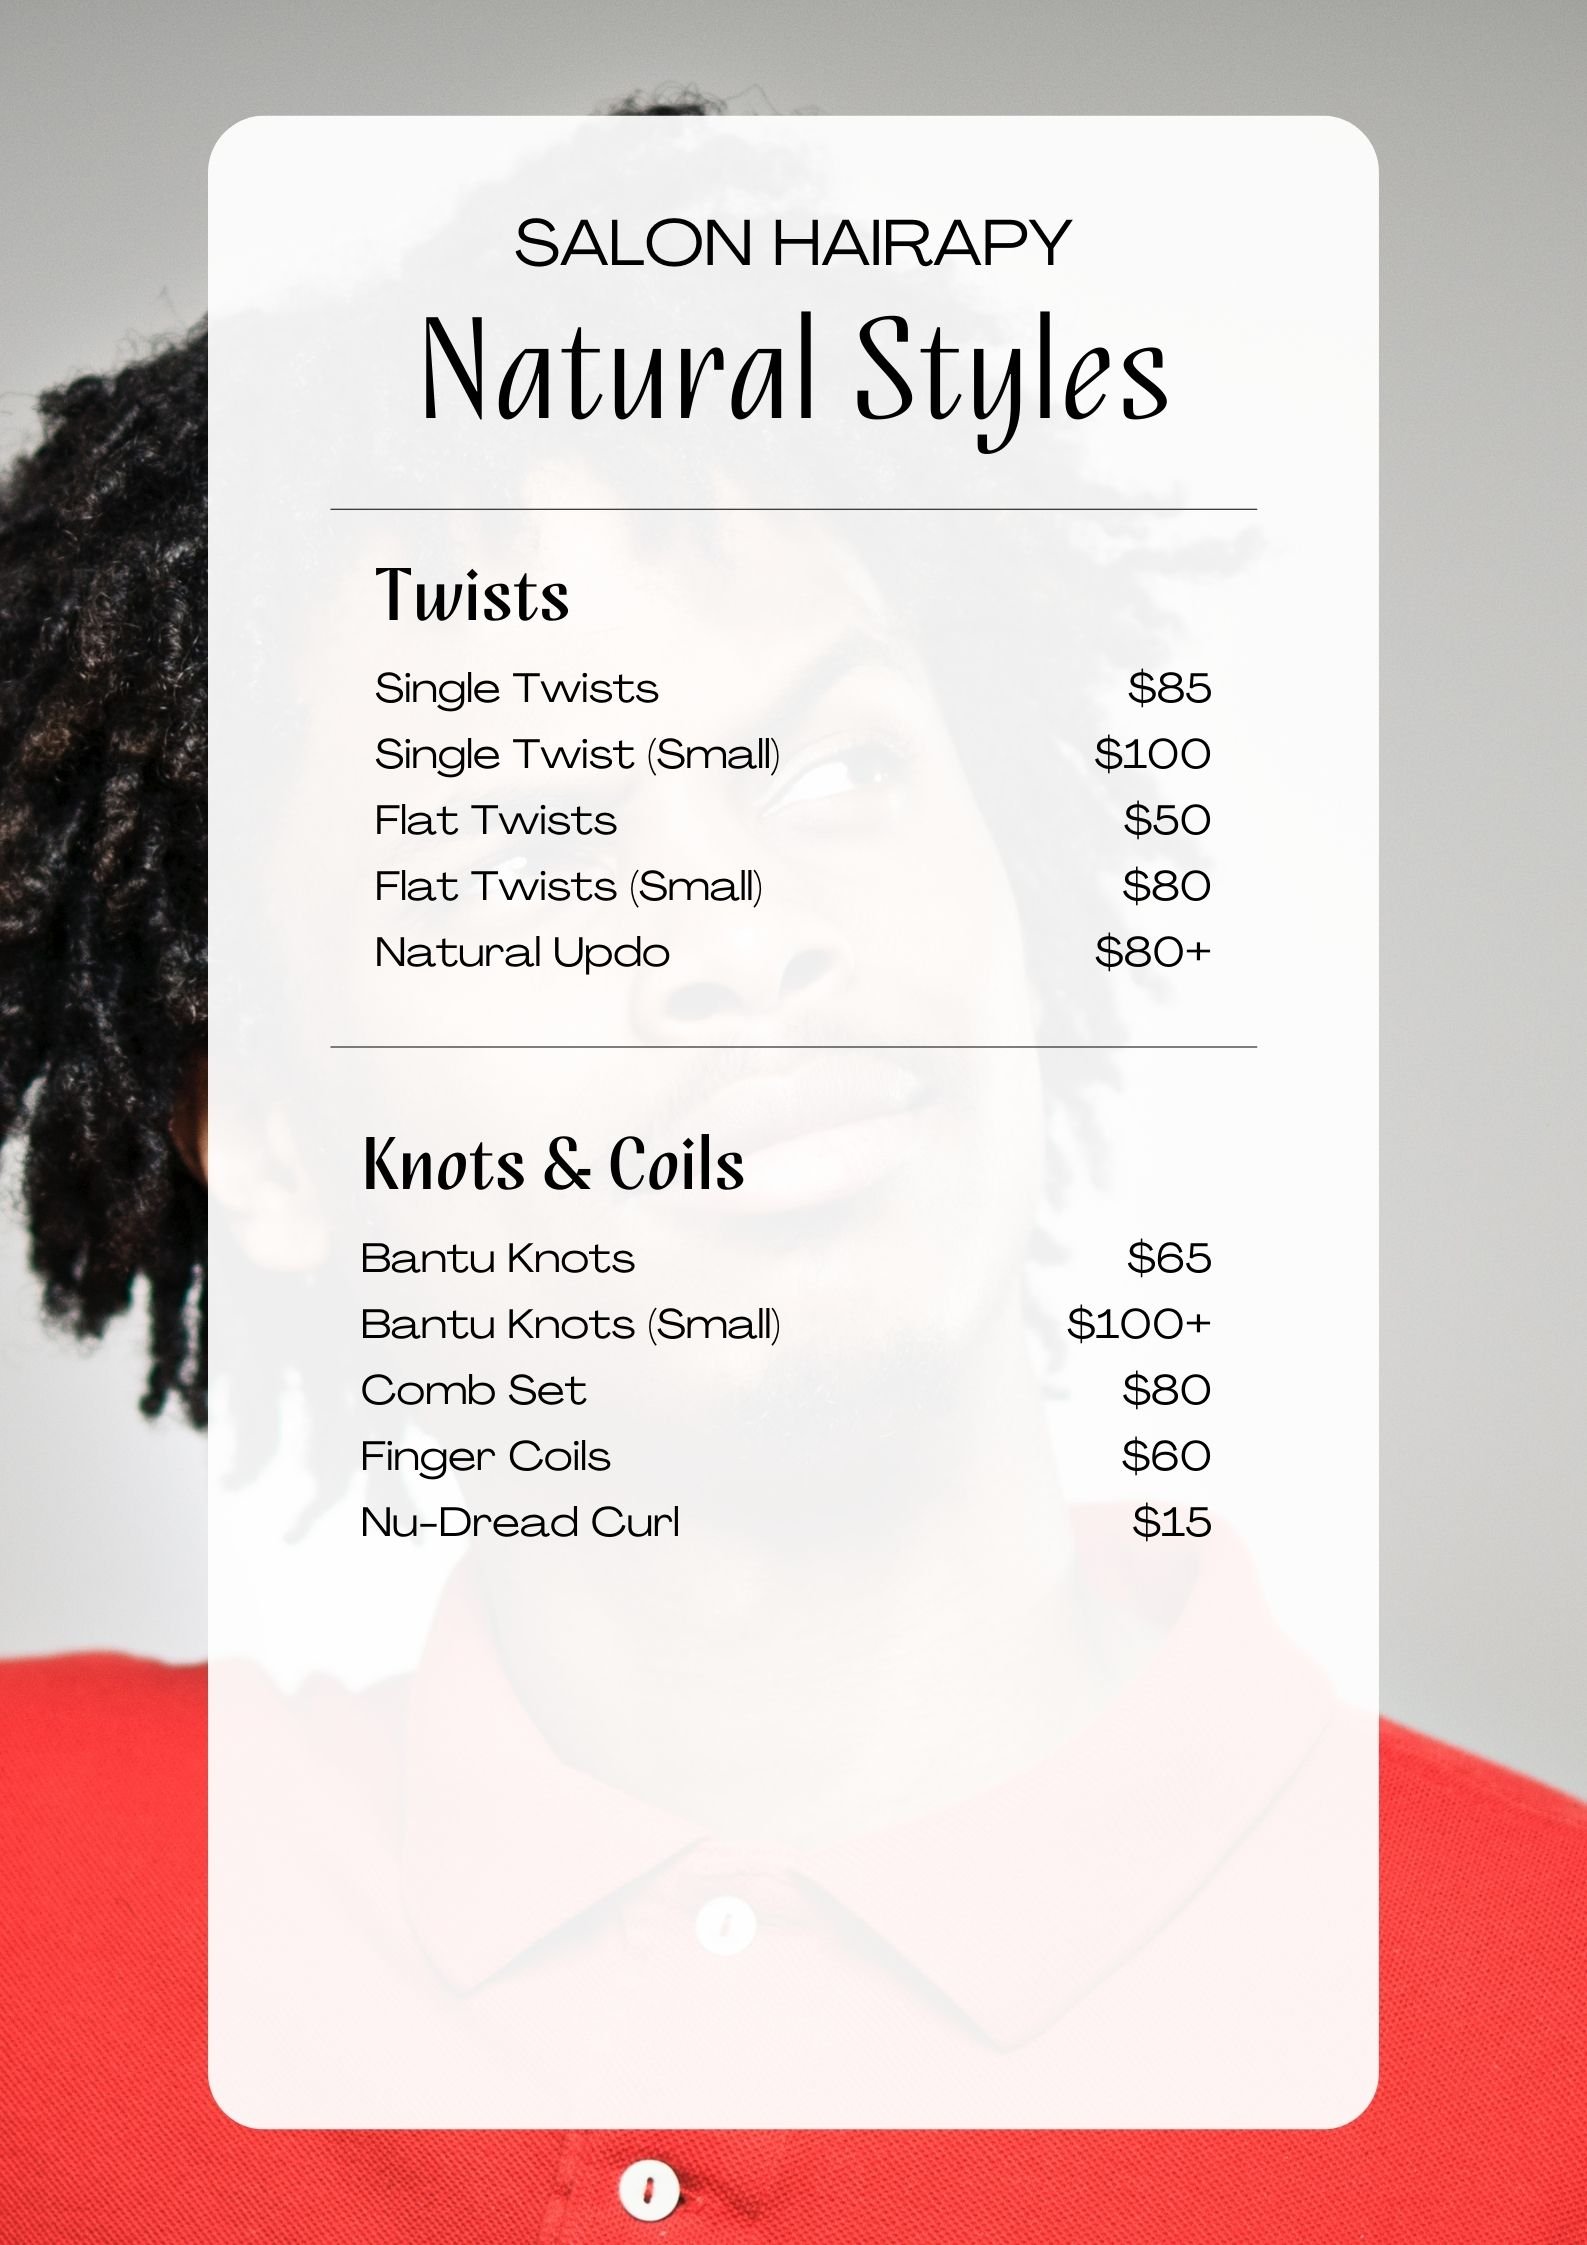 SALON HAIRAPY
Natural Styles
Twists
Single Twists $85
Single Twist (Small) $100
Flat Twists $50
Flat Twists (Small) $80
Natural Updo $80+
Knots & Coils
Bantu Knots $65
Bantu Knots (Small) $100+
Comb Set $80
Finger Coils $60
Nu-Dread Curl $15